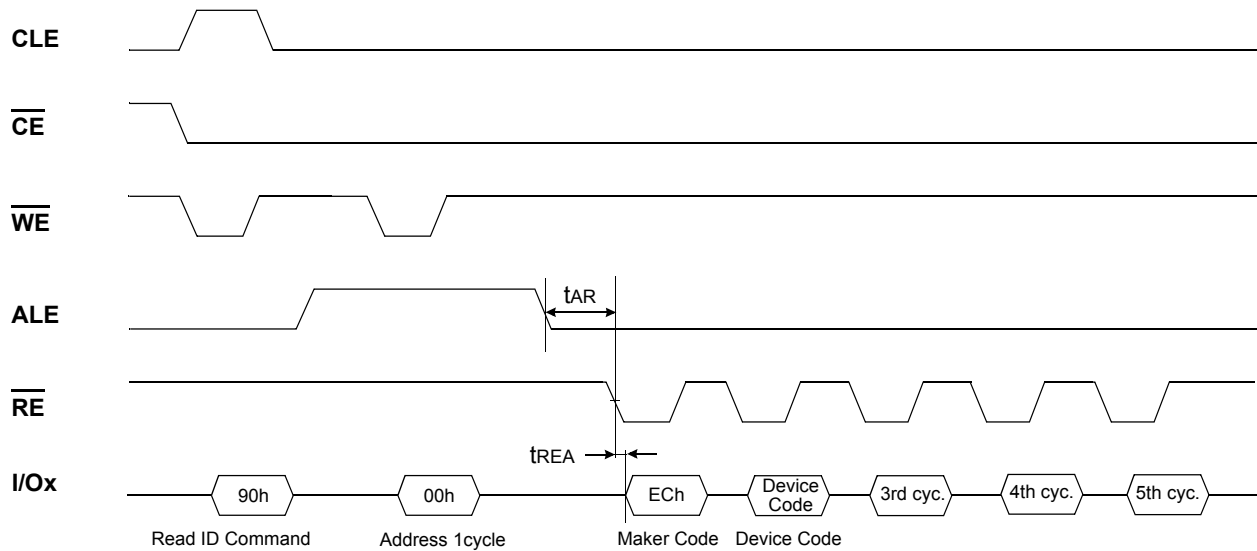 CLE
CE
WE
ALE
tAR
RE
tREA
I/Ox
90h
00h
ECh
Device
Code
3rd cyc.
4th cyc.
5th cyc.
Read ID Command
Address 1cycle
Maker Code
Device Code